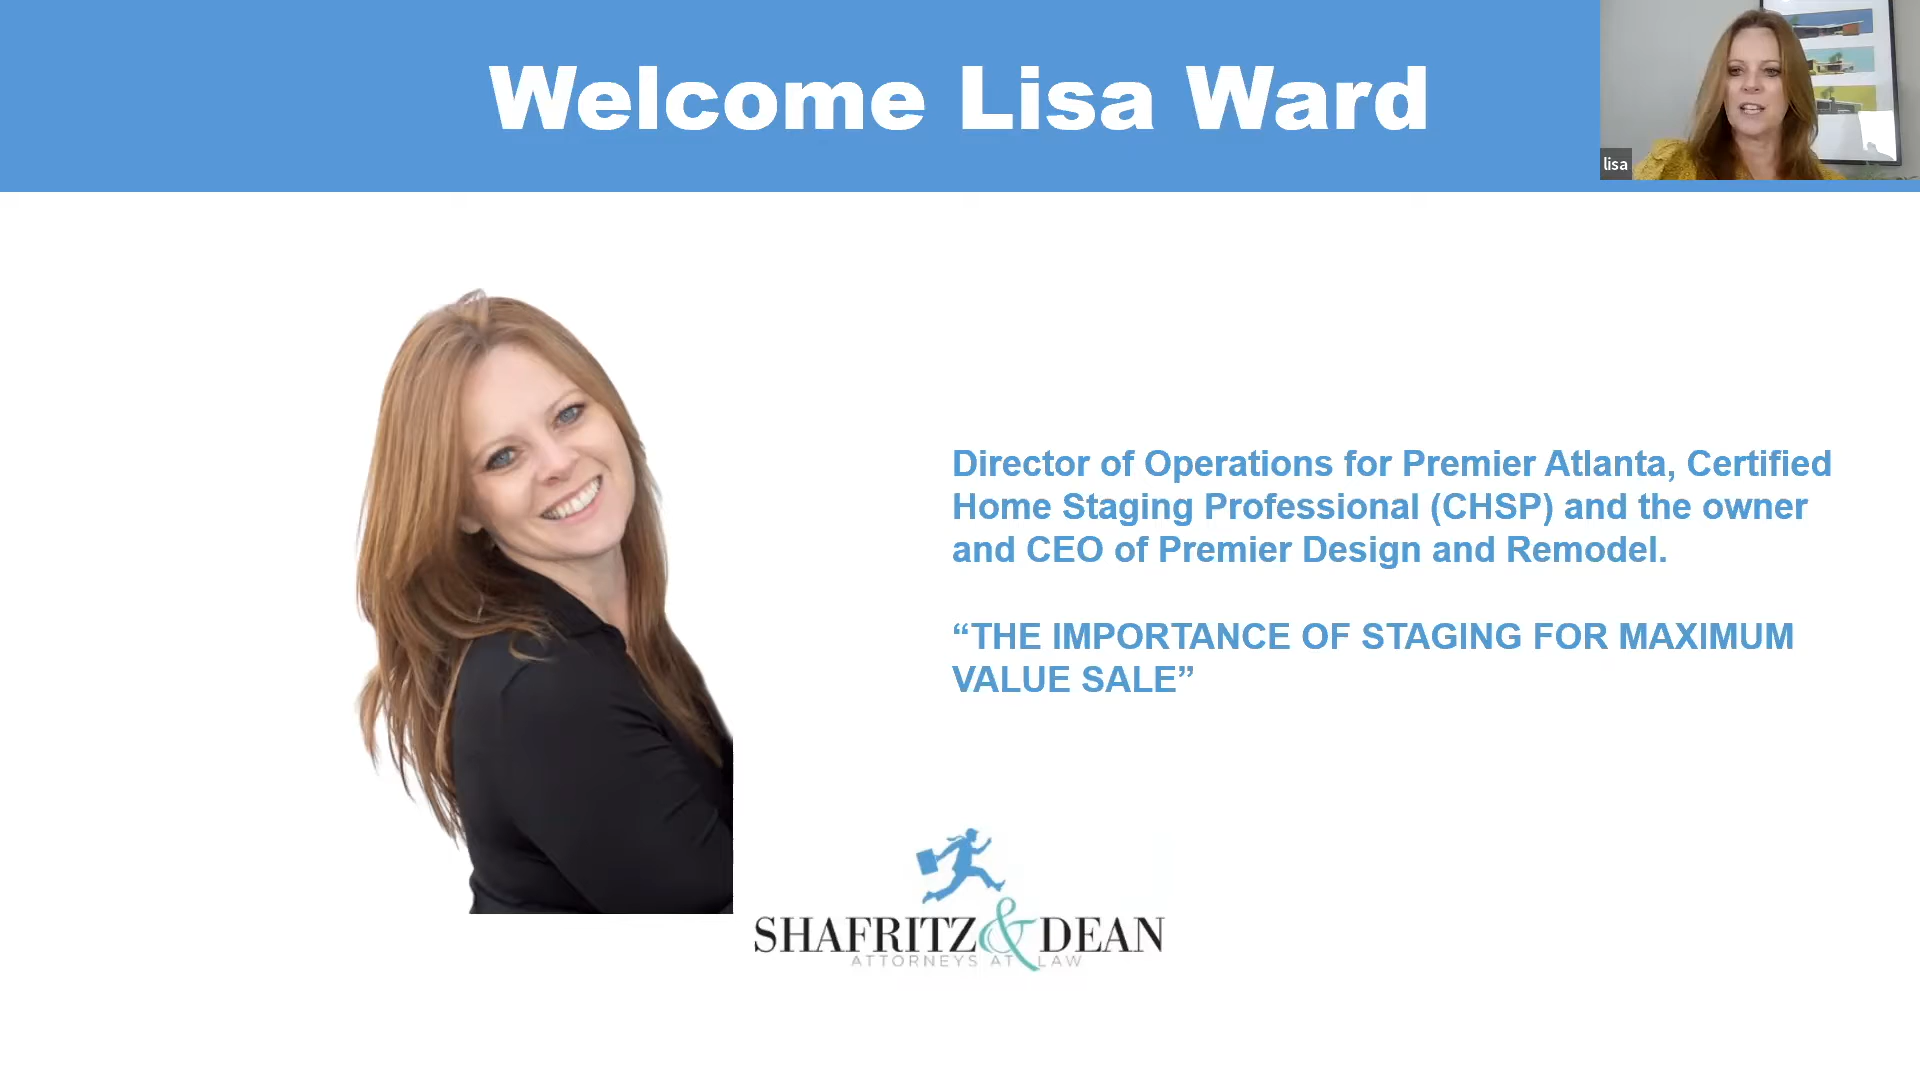 Welcome Lisa Ward
lisa
Director of Operations for Premier Atlanta, Certified
Home Staging Professional (CHSP) and the owner
and CEO of Premier Design and Remodel.
“THE IMPORTANCE OF STAGING FOR MAXIMUM
VALUE SALE”
SHAFRITZ & DEAN
ATTORNEYS AT LAW